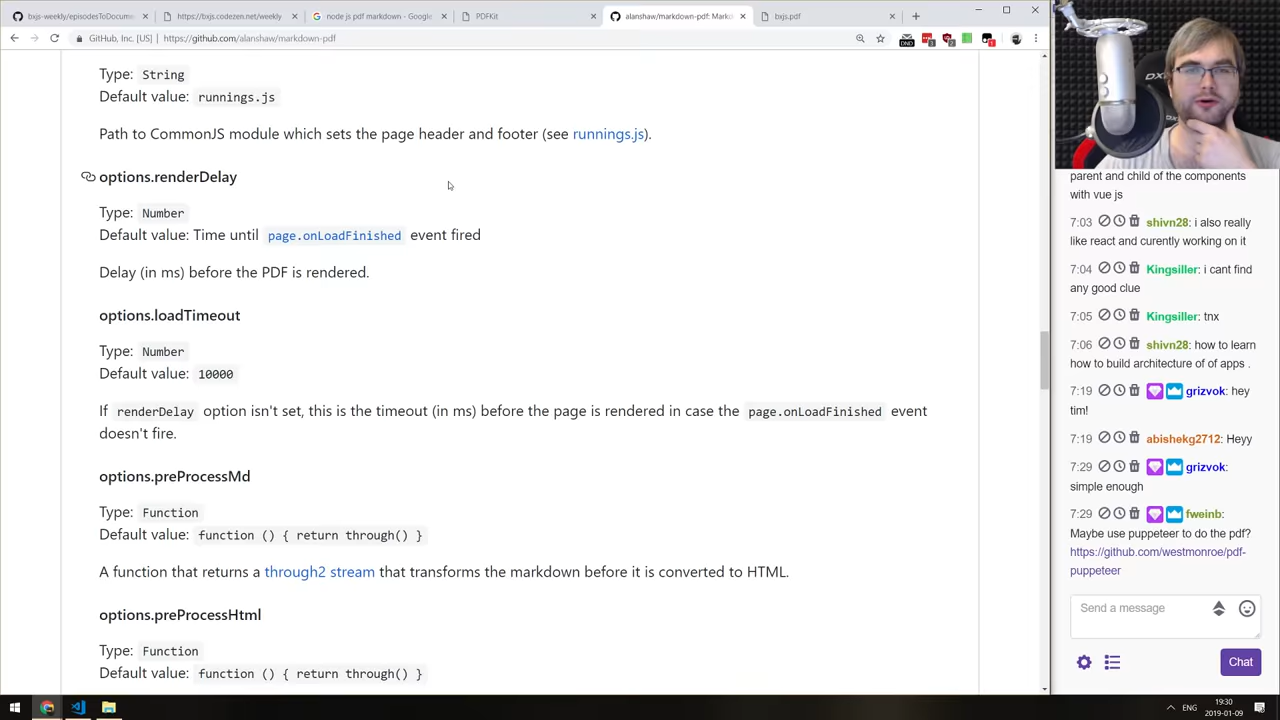 bxjs-weekly/episodesToDocume
https://bxjs.codezen.net/weekly
node js pdf markdown - Google
PDFKit
alanshaw/markdown-pdf: Markd
bxjs.pdf
GitHub, Inc. [US] | https://github.com/alanshaw/markdown-pdf
DND
Type: String
Default value: runnings.js
Path to CommonJS module which sets the page header and footer (see runnings.js).
options.renderDelay
Type: Number
Default value: Time until page.onLoadFinished event fired
Delay (in ms) before the PDF is rendered.
options.loadTimeout
Type: Number
Default value: 10000
If renderDelay option isn't set, this is the timeout (in ms) before the page is rendered in case the page.onLoadFinished event
doesn't fire.
options.preProcessMd
Type: Function
Default value: function () { return through() }
A function that returns a through2 stream that transforms the markdown before it is converted to HTML.
options.preProcessHtml
Type: Function
Default value: function () { return through() }
parent and child of the components
with vue js
7:03 shivn28: i also really
like react and curently working on it
7:04 Kingsiller: i cant find
any good clue
7:05 Kingsiller: tnx
7:06 shivn28: how to learn
how to build architecture of of apps .
7:19 grizvok: hey
tim!
7:19 abishekg2712: Heyy
7:29 grizvok:
simple enough
7:29 fweinb:
Maybe use puppeteer to do the pdf?
https://github.com/westmonroe/pdf-
puppeteer
Send a message
Chat
ENG
19:30
2019-01-09